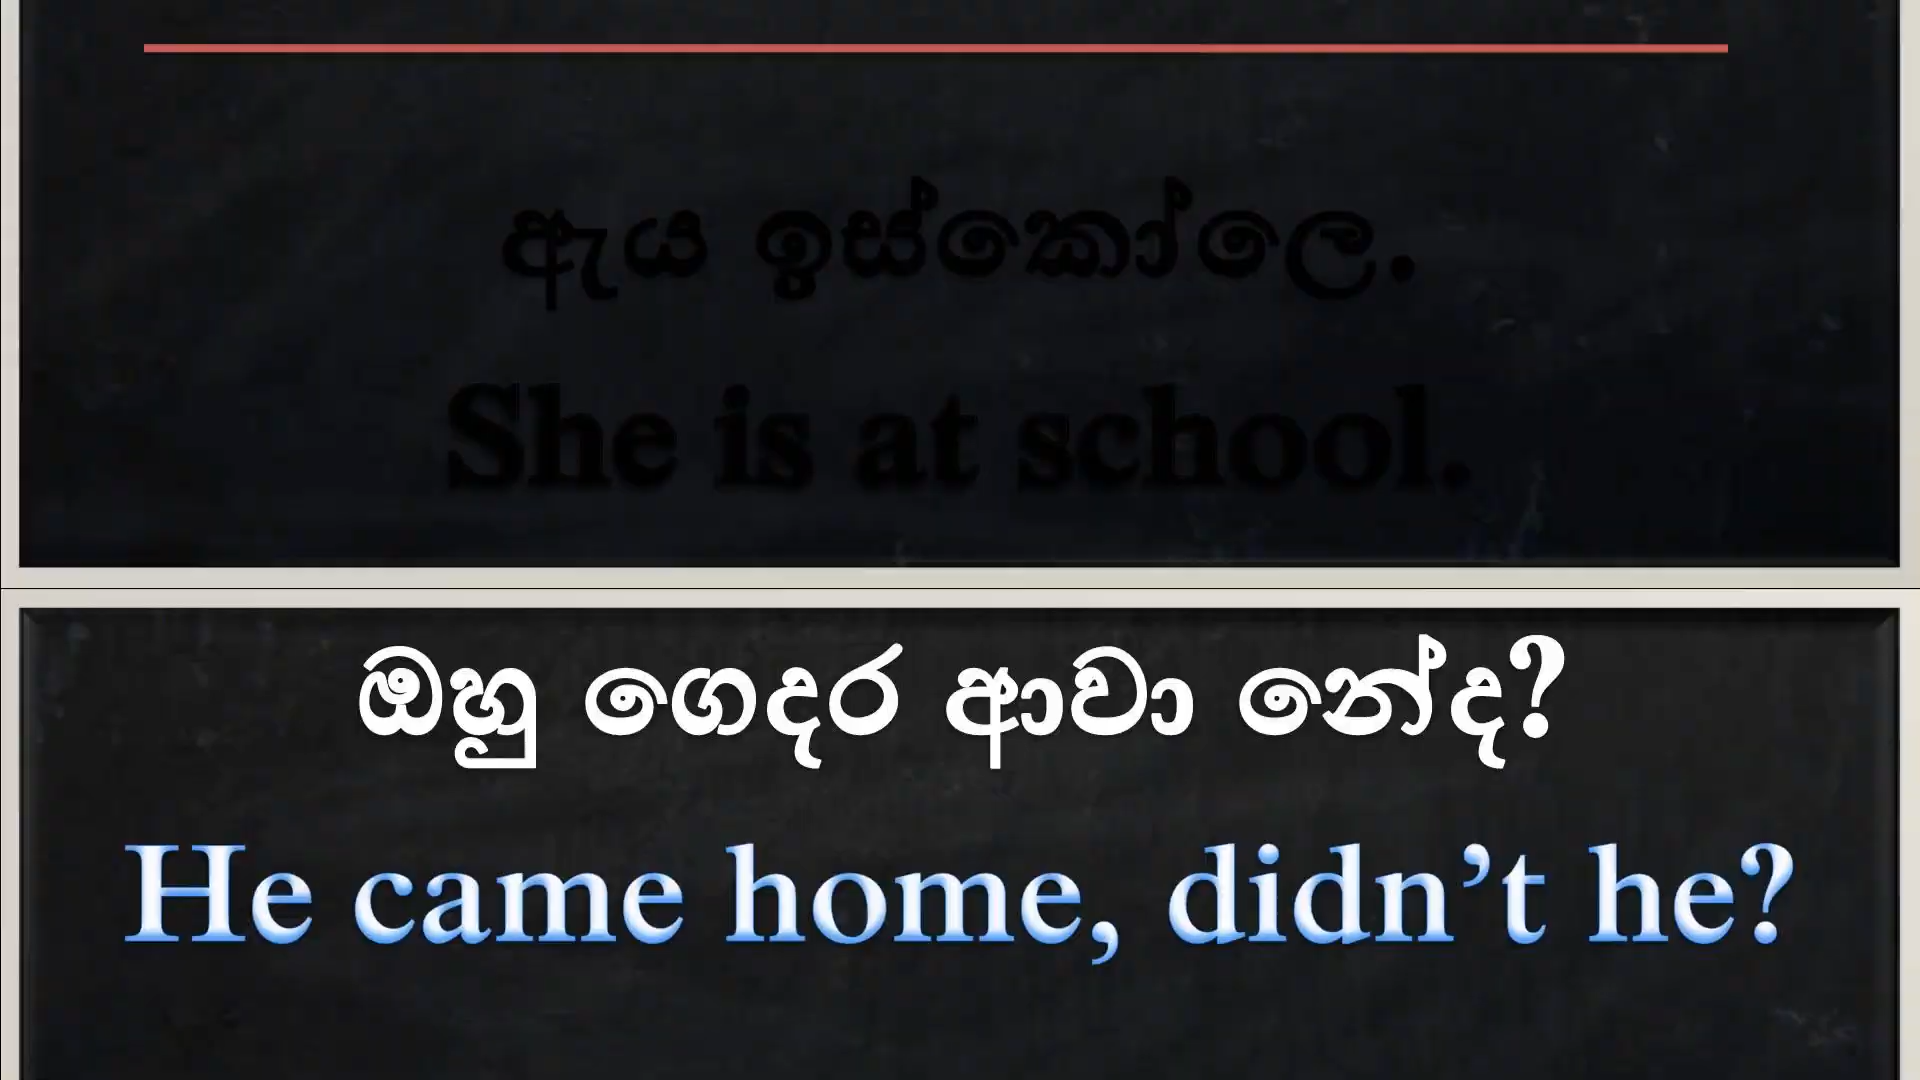 ඇය ඉස්කෝලෙ.
She is at school.
ඔහු ගෙදර ආවා නේද?
He came home, didn’t he?